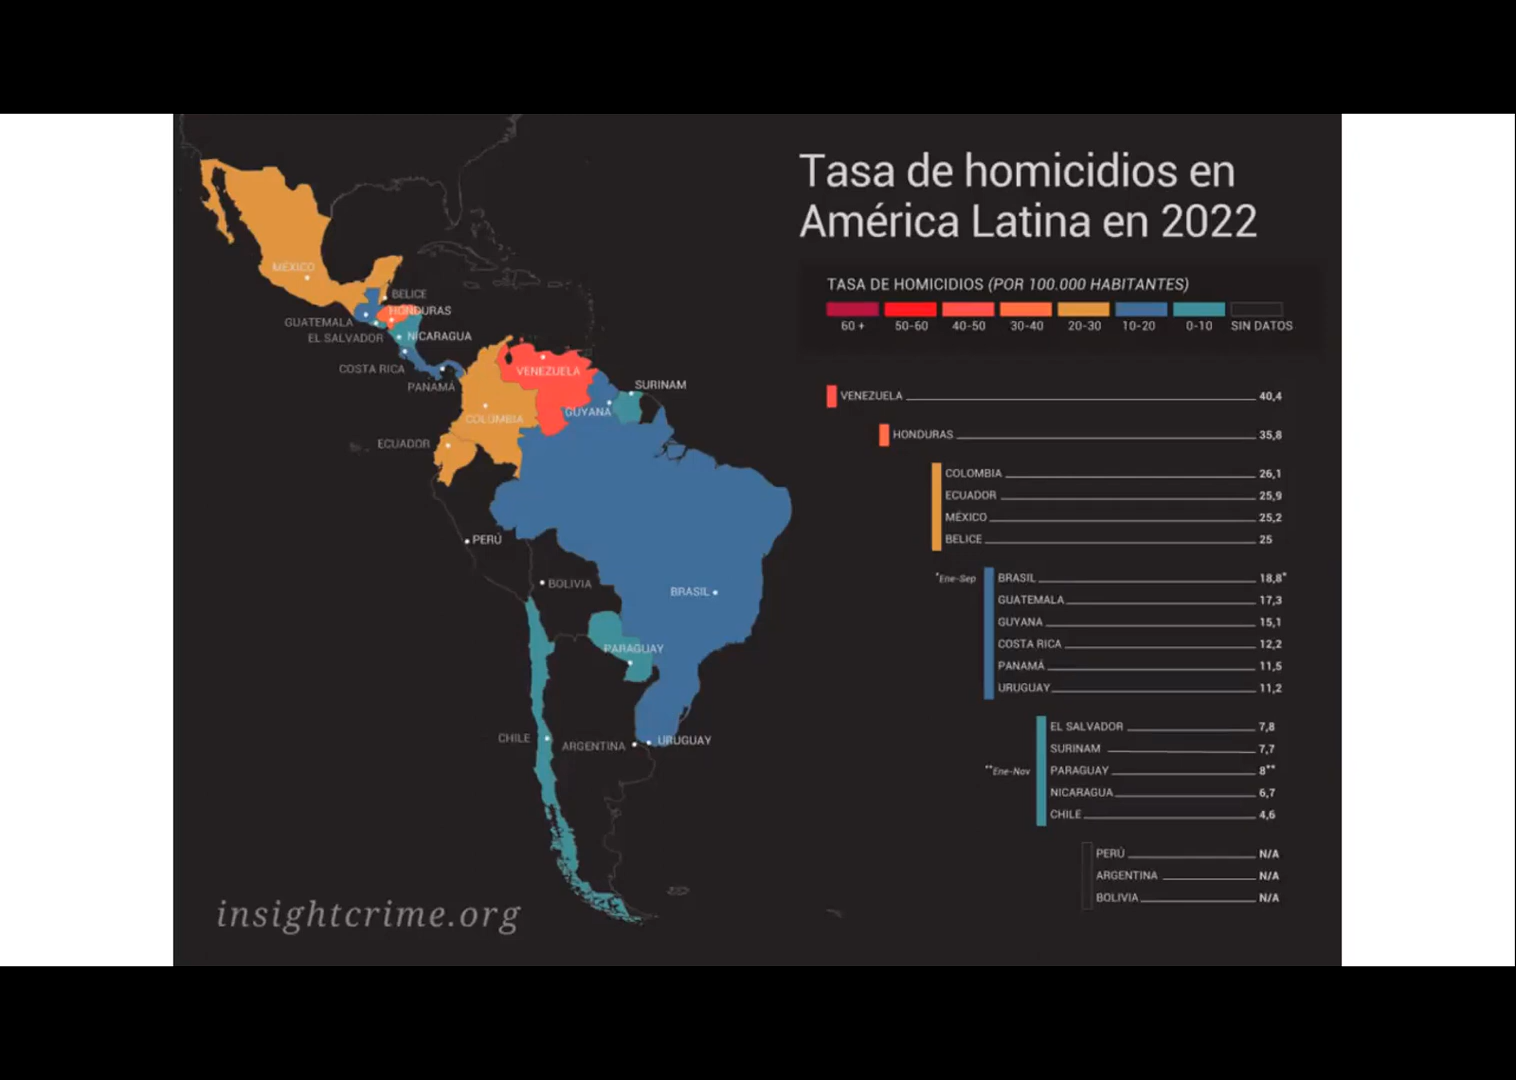 Tasa de homicidios en
América Latina en 2022
TASA DE HOMICIDIOS (POR 100.000 HABITANTES)
60 + 50-60 40-50 30-40 20-30 10-20 0-10 SIN DATOS
VENEZUELA 40,4
HONDURAS 35,8
COLOMBIA 26,1
ECUADOR 25,9
MÉXICO 25,2
BELICE 25
*Ene-Sep BRASIL 18,8*
GUATEMALA 17,3
GUYANA 15,1
COSTA RICA 12,2
PANAMÁ 11,5
URUGUAY 11,2
EL SALVADOR 7,8
SURINAM 7,7
**Ene-Nov PARAGUAY 8**
NICARAGUA 6,7
CHILE 4,6
PERÚ N/A
ARGENTINA N/A
BOLIVIA N/A
MÉXICO
BELICE
HONDURAS
GUATEMALA
EL SALVADOR
NICARAGUA
COSTA RICA
PANAMÁ
VENEZUELA
SURINAM
GUYANA
COLOMBIA
ECUADOR
PERÚ
BOLIVIA
BRASIL
PARAGUAY
CHILE
ARGENTINA
URUGUAY
insightcrime.org